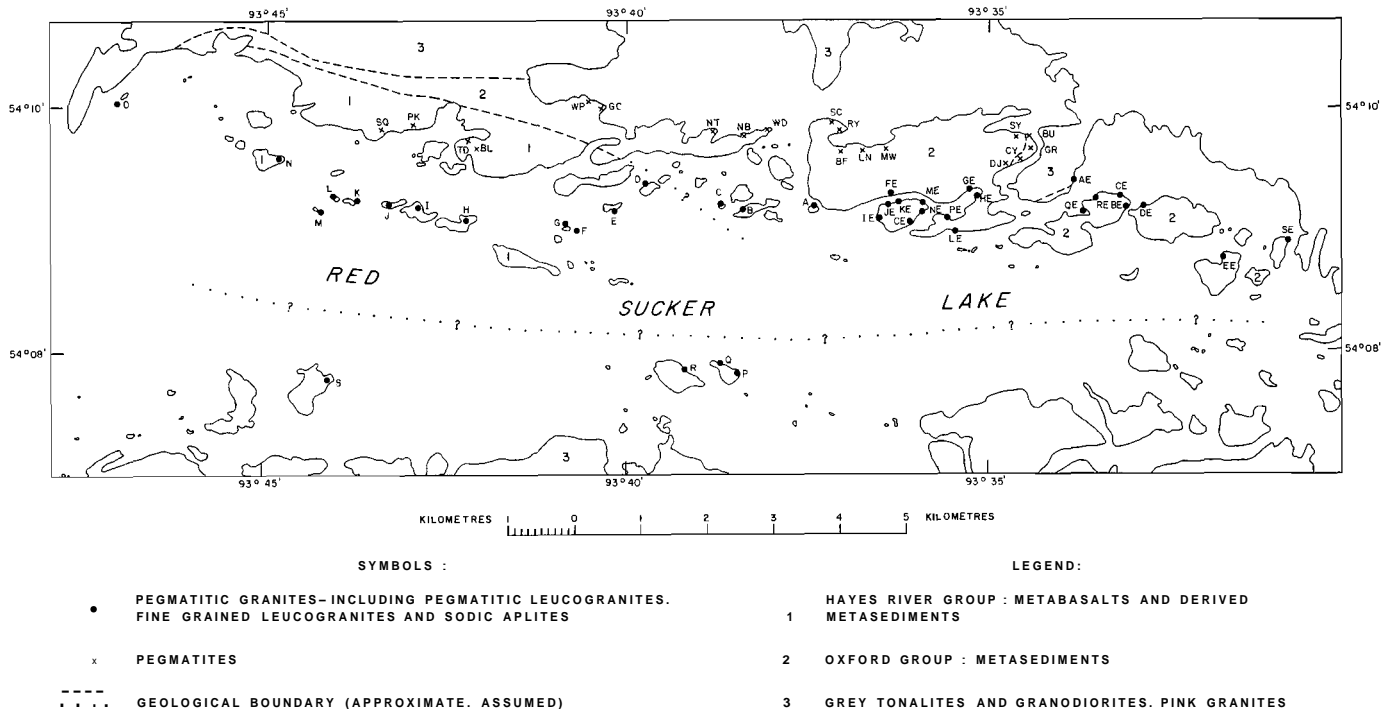 93° 45' 93° 40' 93° 35'
3 3
54° 10' O 1 2 WP GC 54° 10'
SQ PK NT NB WD SC RY SY BU
1 N TD BL 1 BF LN MW 2 CY GR DJ 3
L K M J I H D C B A FE ME GE HE AE CE
G F E IE JE KE CE NE PE LE QE RE BE DE 2 2
1 SE EE 2
RED SUCKER LAKE
? ? ? ? ? ?
54° 08' S R Q P 54° 08'
3
93° 45' 93° 40' 93° 35'
KILOMETRES 1 0 1 2 3 4 5 KILOMETRES
SYMBOLS : LEGEND:
PEGMATITIC GRANITES–INCLUDING PEGMATITIC LEUCOGRANITES.
FINE GRAINED LEUCOGRANITES AND SODIC APLITES
x PEGMATITES
GEOLOGICAL BOUNDARY (APPROXIMATE. ASSUMED)
HAYES RIVER GROUP : METABASALTS AND DERIVED
1 METASEDIMENTS
2 OXFORD GROUP : METASEDIMENTS
3 GREY TONALITES AND GRANODIORITES. PINK GRANITES